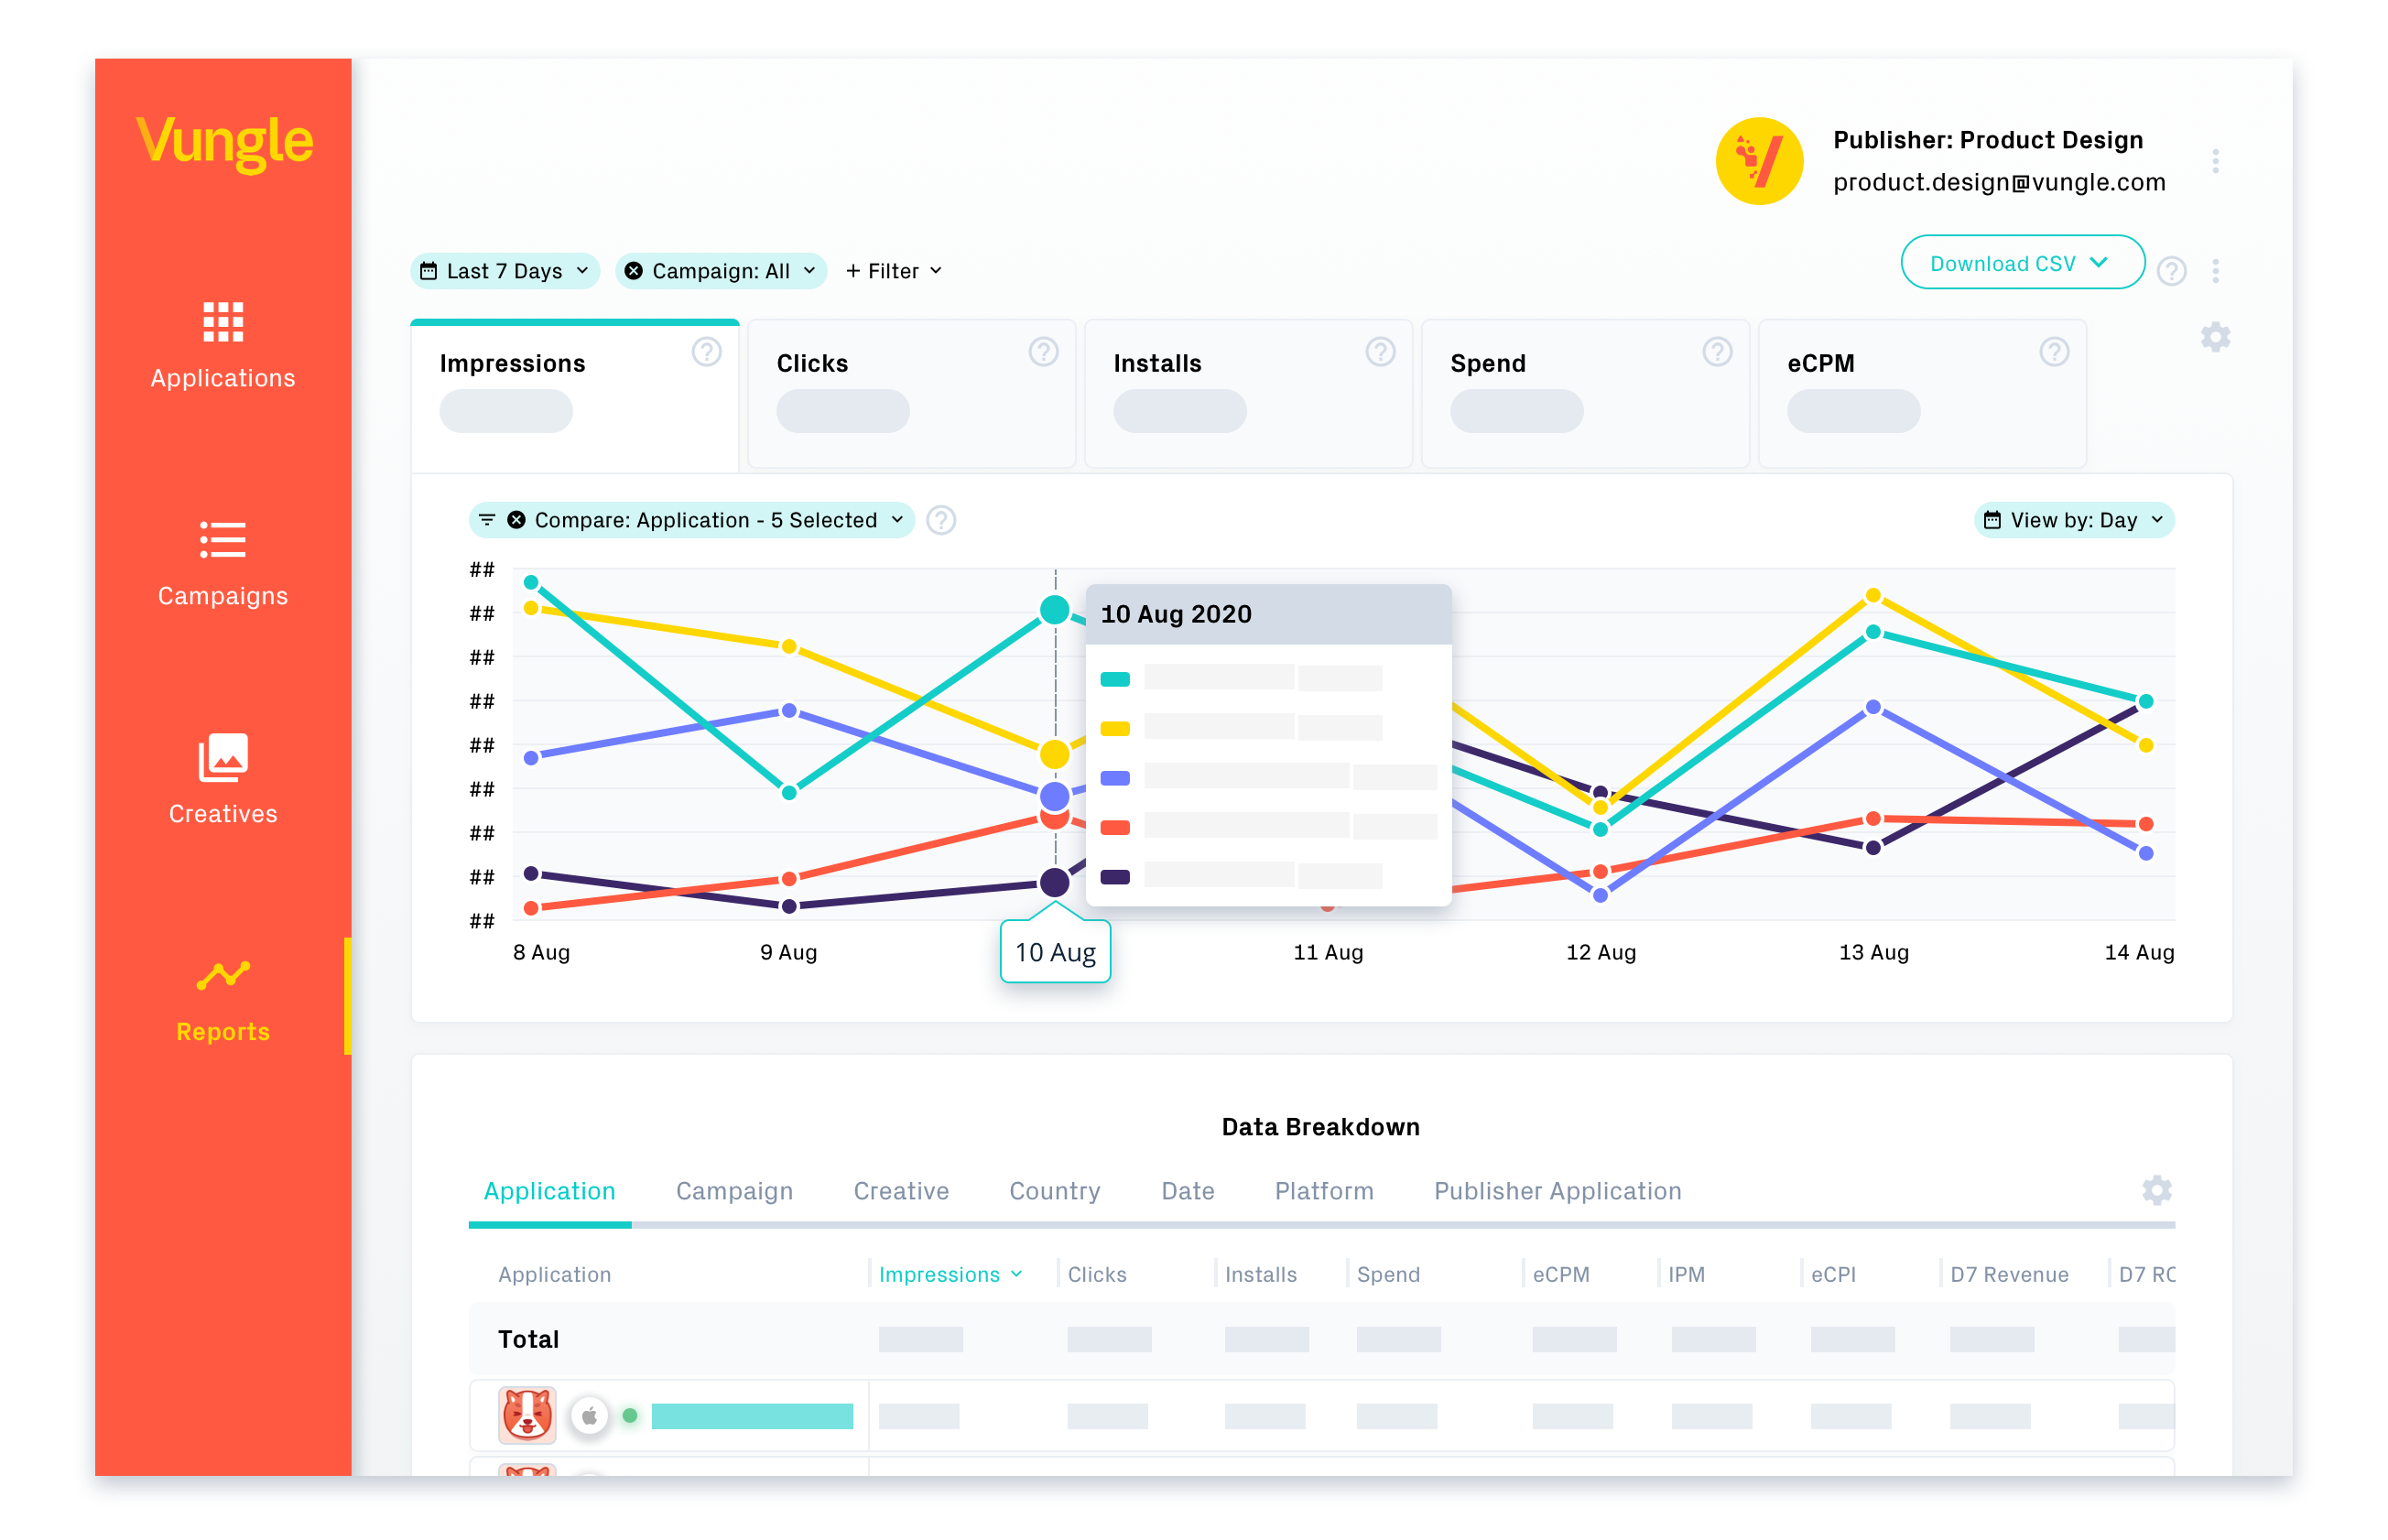 Vungle
Publisher: Product Design
product.design@vungle.com
Applications
Campaigns
Creatives
Reports
Last 7 Days
Campaign: All
+ Filter
Download CSV
Impressions
Clicks
Installs
Spend
eCPM
Compare: Application - 5 Selected
View by: Day
##
##
##
##
##
##
##
##
##
10 Aug 2020
8 Aug
9 Aug
10 Aug
11 Aug
12 Aug
13 Aug
14 Aug
Data Breakdown
Application
Campaign
Creative
Country
Date
Platform
Publisher Application
Application
Impressions
Clicks
Installs
Spend
eCPM
IPM
eCPI
D7 Revenue
D7 RO
Total